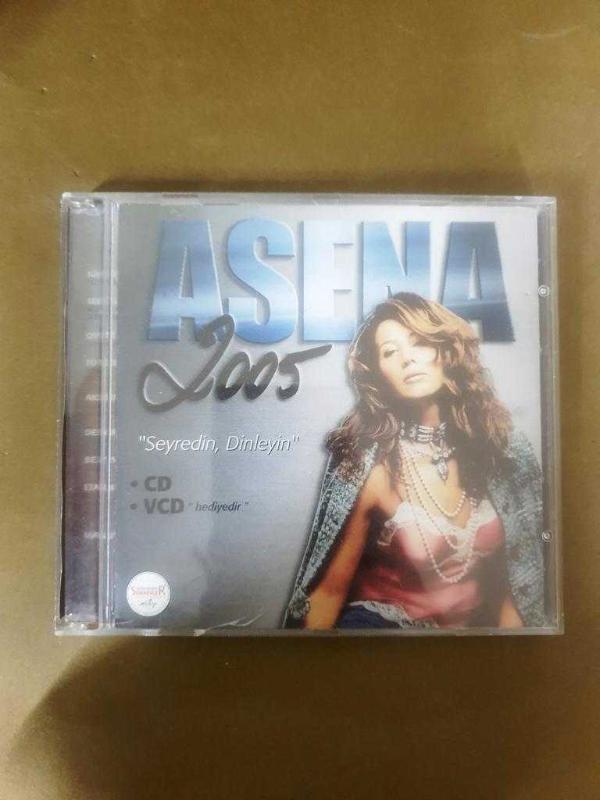 ASENA
2005
"Seyredin, Dinleyin"
• CD
• VCD " hediyedir "